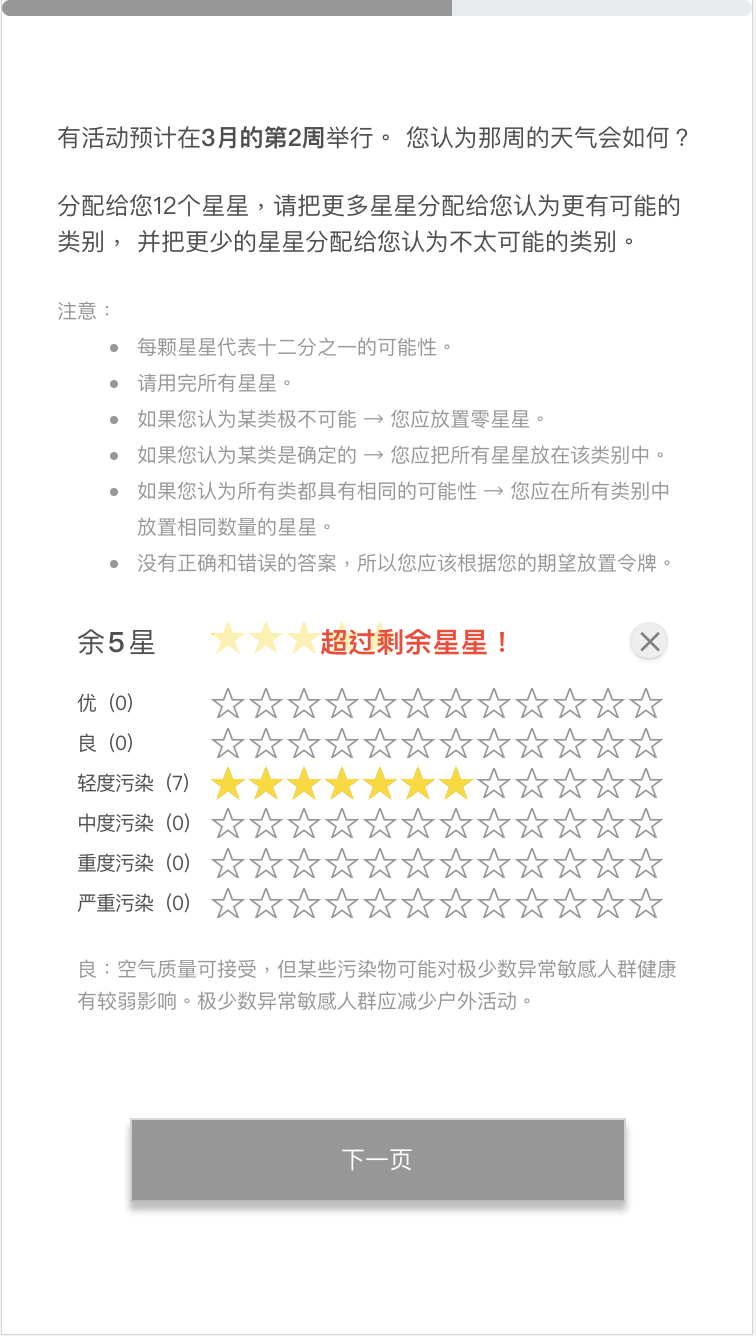 有活动预计在3月的第2周举行。 您认为那周的天气会如何？
分配给您12个星星，请把更多星星分配给您认为更有可能的
类别， 并把更少的星星分配给您认为不太可能的类别。
注意：
每颗星星代表十二分之一的可能性。
请用完所有星星。
如果您认为某类极不可能 → 您应放置零星星。
如果您认为某类是确定的 → 您应把所有星星放在该类别中。
如果您认为所有类都具有相同的可能性 → 您应在所有类别中
放置相同数量的星星。
没有正确和错误的答案，所以您应该根据您的期望放置令牌。
余5星 超过剩余星星！
优 (0)
良 (0)
轻度污染 (7)
中度污染 (0)
重度污染 (0)
严重污染 (0)
良：空气质量可接受，但某些污染物可能对极少数异常敏感人群健康
有较弱影响。极少数异常敏感人群应减少户外活动。
下一页